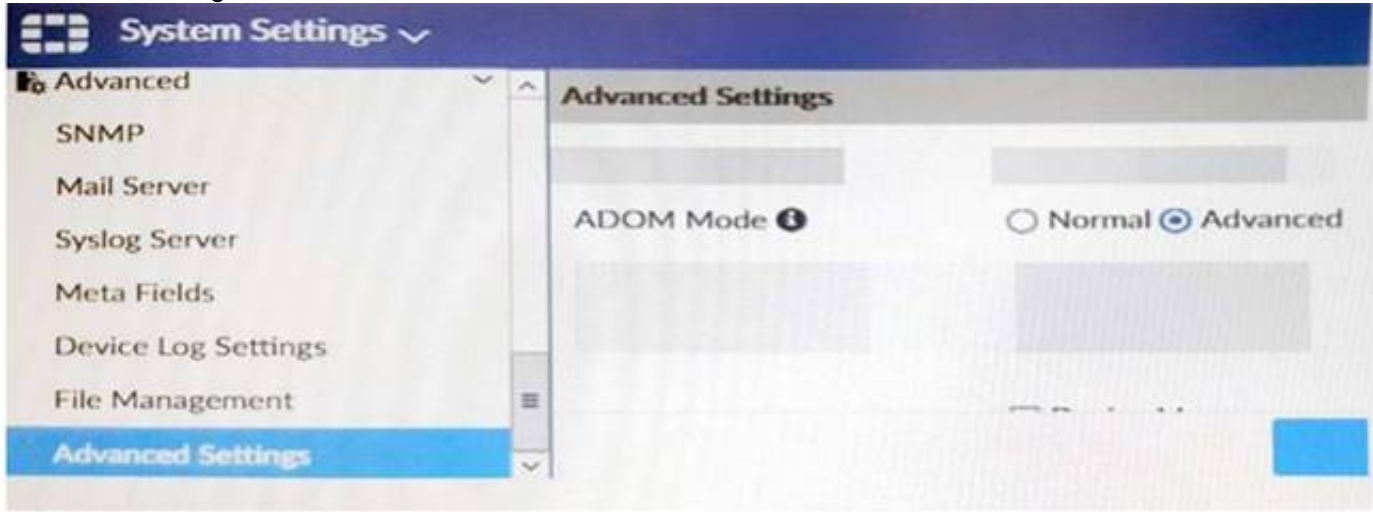 System Settings
Advanced
SNMP
Mail Server
Syslog Server
Meta Fields
Device Log Settings
File Management
Advanced Settings
Advanced Settings
ADOM Mode
Normal Advanced